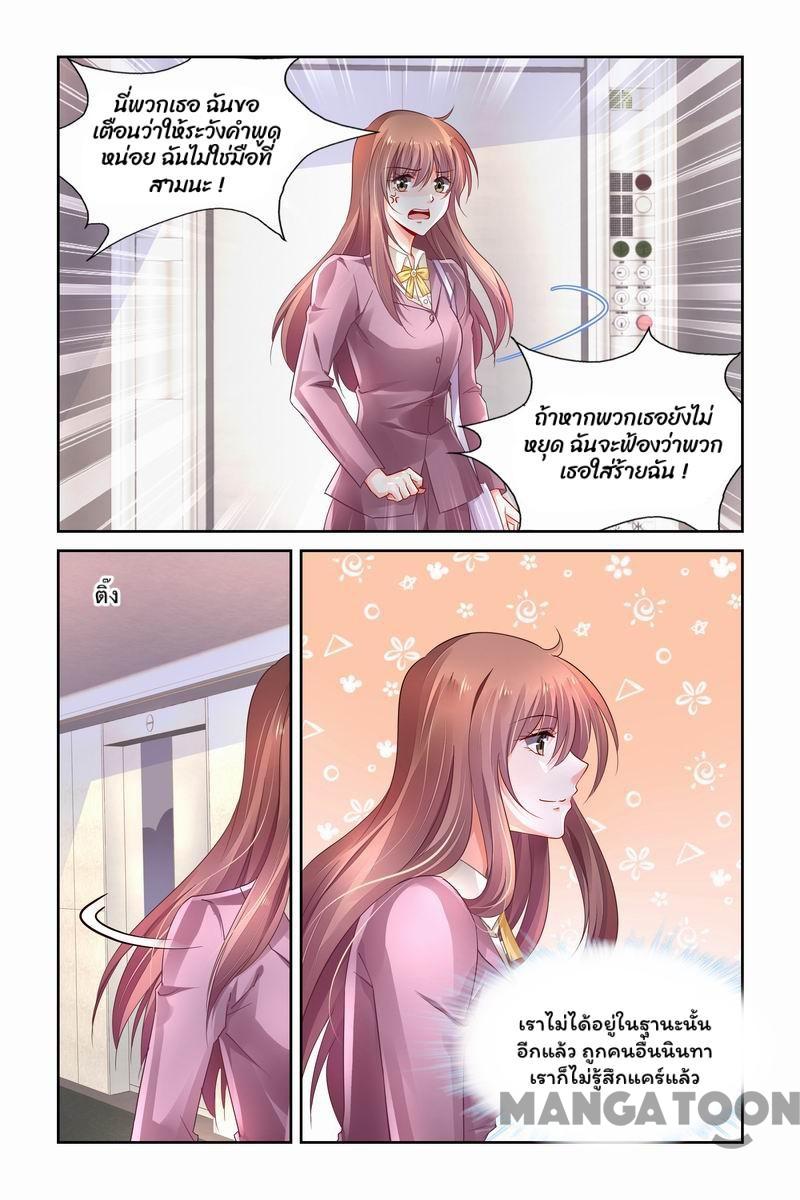 นี่พวกเธอ ฉันขอ
เตือนว่าให้ระวังคำพูด
หน่อย ฉันไม่ใช่มือที่
สามนะ !
ถ้าหากพวกเธอยังไม่
หยุด ฉันจะฟ้องว่าพวก
เธอใส่ร้ายฉัน !
ติ๊ง
เราไม่ได้อยู่ในฐานะนั้น
อีกแล้ว ถูกคนอื่นนินทา
เราก็ไม่รู้สึกแคร์แล้ว
MANGATOON